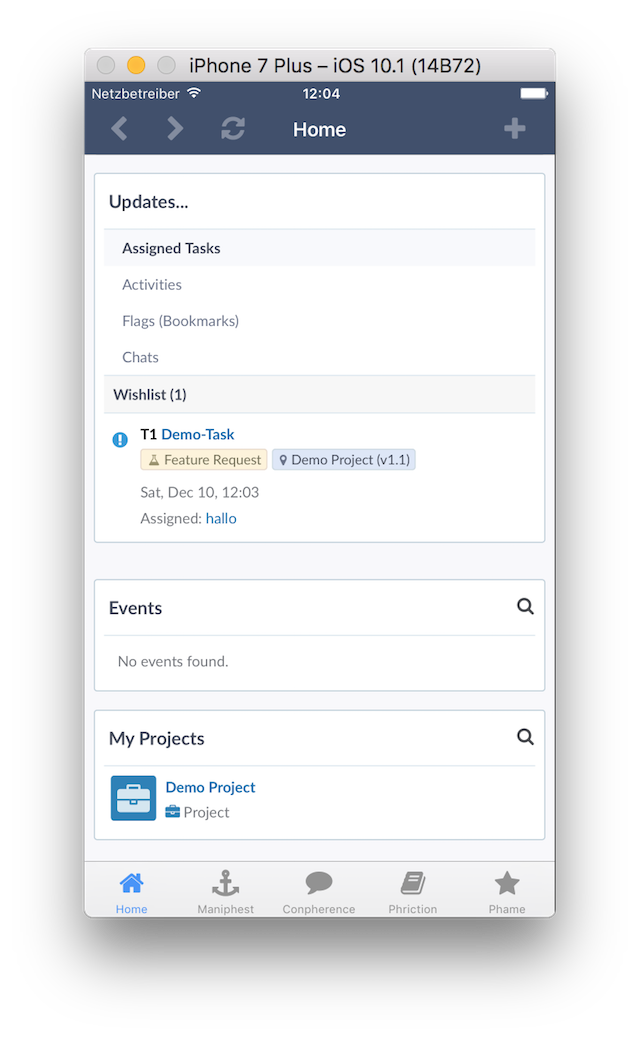 iPhone 7 Plus – iOS 10.1 (14B72)
Netzbetreiber 12:04
Home
Updates...
Assigned Tasks
Activities
Flags (Bookmarks)
Chats
Wishlist (1)
T1 Demo-Task
Feature Request Demo Project (v1.1)
Sat, Dec 10, 12:03
Assigned: hallo
Events
No events found.
My Projects
Demo Project
Project
Home Maniphest Conpherence Phriction Phame